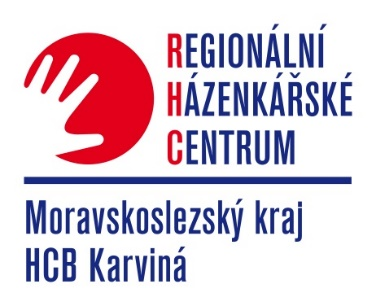 REGIONÁLNÍ
HÁZENKÁŘSKÉ
CENTRUM
Moravskoslezský kraj
HCB Karviná